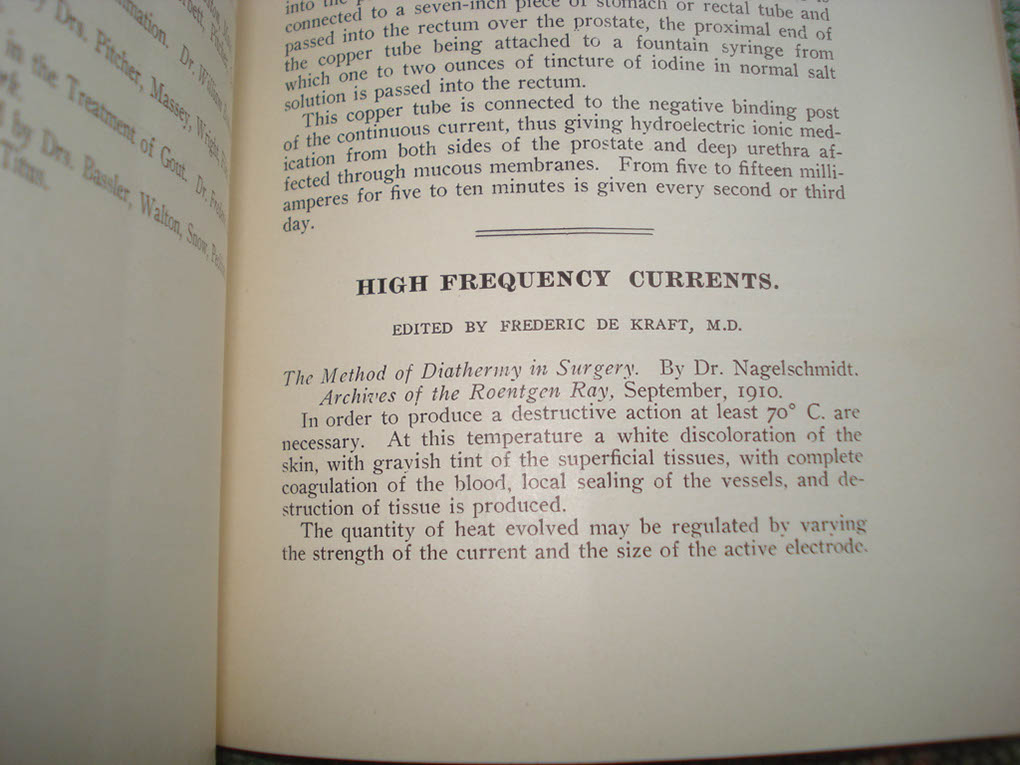 by Drs. Pitcher, Massey, Wright,
in the Treatment of Gout. Dr.
by Drs. Bassler, Walton, Snow,
Titus.
into the
connected to a seven-inch piece of stomach or rectal tube and
passed into the rectum over the prostate, the proximal end of
the copper tube being attached to a fountain syringe from
which one to two ounces of tincture of iodine in normal salt
solution is passed into the rectum.
This copper tube is connected to the negative binding post
of the continuous current, thus giving hydroelectric ionic med-
ication from both sides of the prostate and deep urethra af-
fected through mucous membranes. From five to fifteen milli-
amperes for five to ten minutes is given every second or third
day.
HIGH FREQUENCY CURRENTS.
EDITED BY FREDERIC DE KRAFT, M.D.
The Method of Diathermy in Surgery. By Dr. Nagelschmidt.
Archives of the Roentgen Ray, September, 1910.
In order to produce a destructive action at least 70° C. are
necessary. At this temperature a white discoloration of the
skin, with grayish tint of the superficial tissues, with complete
coagulation of the blood, local sealing of the vessels, and de-
struction of tissue is produced.
The quantity of heat evolved may be regulated by varying
the strength of the current and the size of the active electrode.